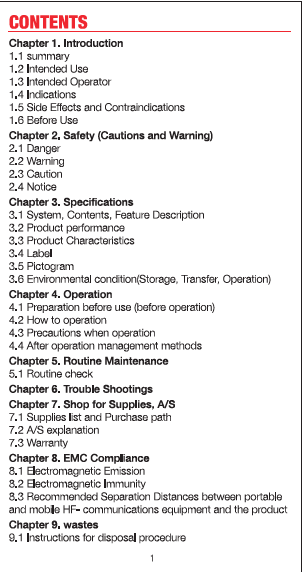 CONTENTS
Chapter 1. Introduction
1.1 summary
1.2 Intended Use
1.3 Intended Operator
1.4 Indications
1.5 Side Effects and Contraindications
1.6 Before Use
Chapter 2. Safety (Cautions and Warning)
2.1 Danger
2.2 Warning
2.3 Caution
2.4 Notice
Chapter 3. Specifications
3.1 System, Contents, Feature Description
3.2 Product performance
3.3 Product Characteristics
3.4 Label
3.5 Pictogram
3.6 Environmental condition(Storage, Transfer, Operation)
Chapter 4. Operation
4.1 Preparation before use (before operation)
4.2 How to operation
4.3 Precautions when operation
4.4 After operation management methods
Chapter 5. Routine Maintenance
5.1 Routine check
Chapter 6. Trouble Shootings
Chapter 7. Shop for Supplies, A/S
7.1 Supplies list and Purchase path
7.2 A/S explanation
7.3 Warranty
Chapter 8. EMC Compliance
8.1 Electromagnetic Emission
8.2 Electromagnetic Immunity
8.3 Recommended Separation Distances between portable
and mobile HF- communications equipment and the product
Chapter 9. wastes
9.1 Instructions for disposal procedure
1